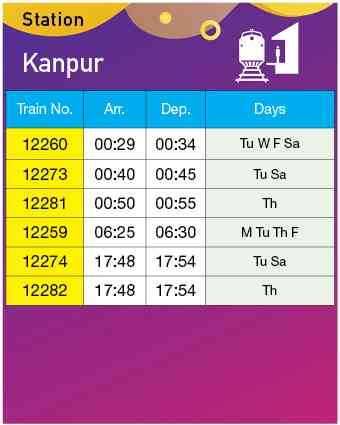 Station
Kanpur
Train No. Arr. Dep. Days
12260 00:29 00:34 Tu W F Sa
12273 00:40 00:45 Tu Sa
12281 00:50 00:55 Th
12259 06:25 06:30 M Tu Th F
12274 17:48 17:54 Tu Sa
12282 17:48 17:54 Th